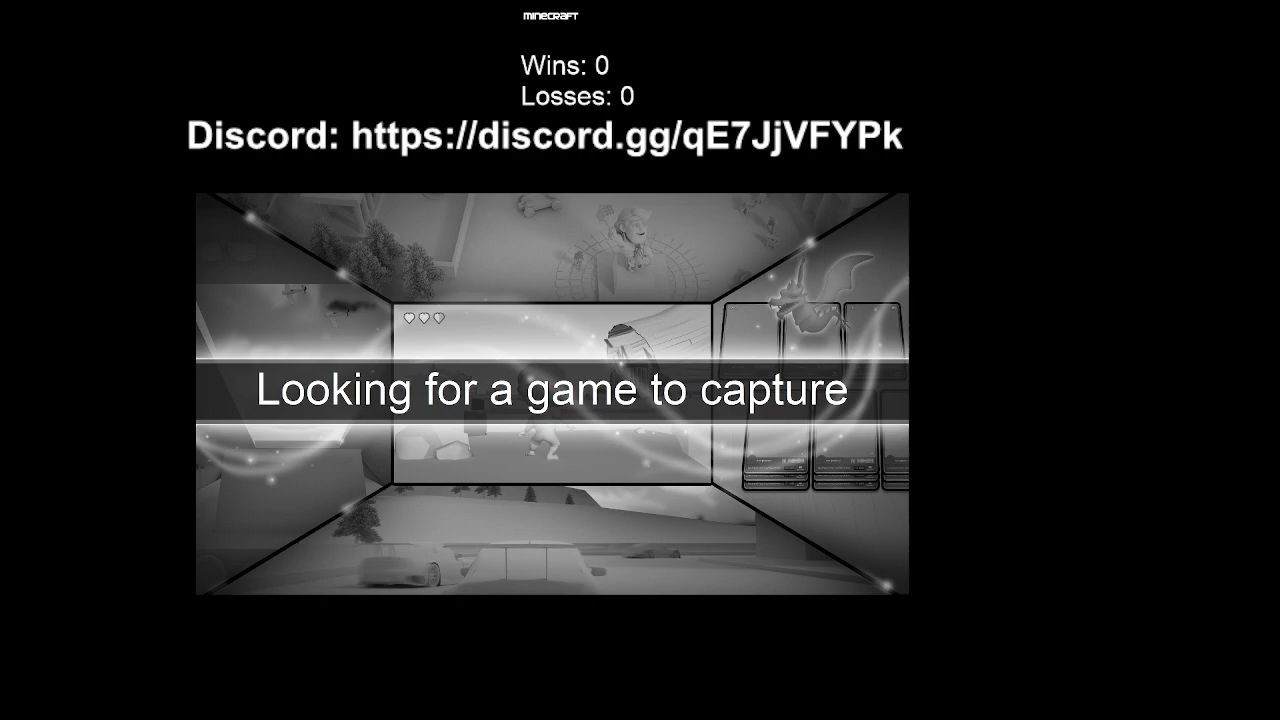 MINECRAFT
Wins: 0
Losses: 0
Discord: https://discord.gg/qE7JjVFYPk
Looking for a game to capture